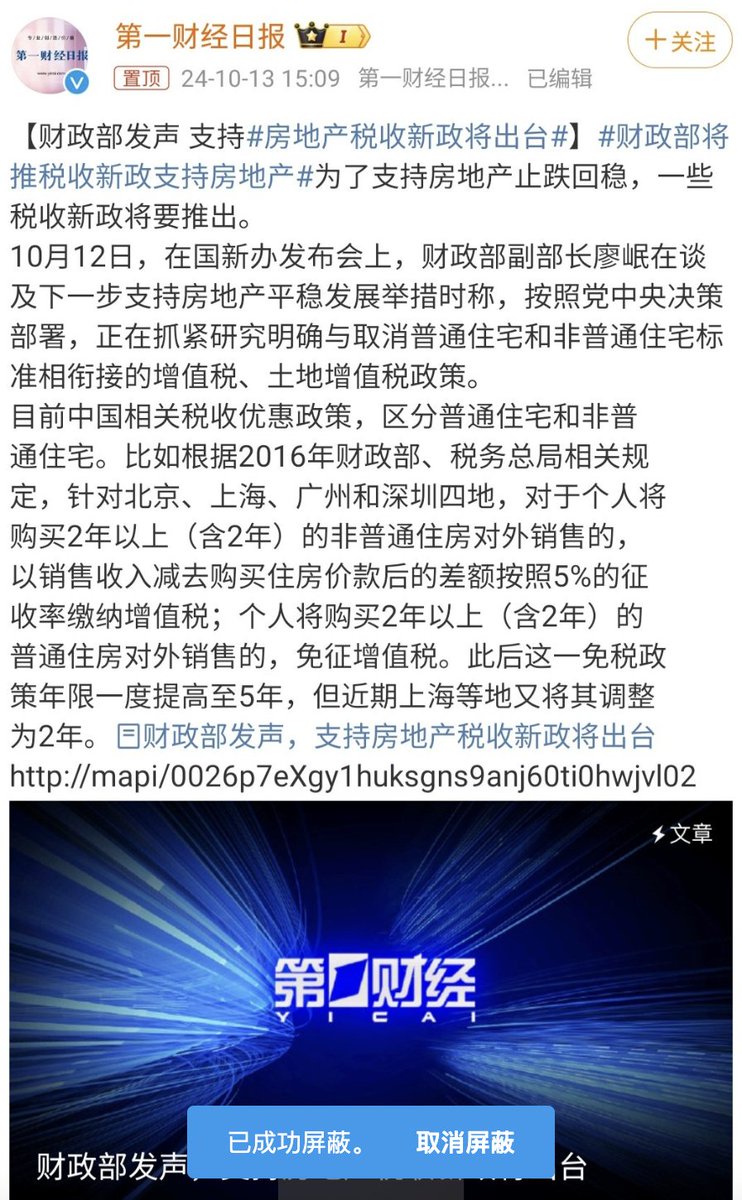 第一财经日报
I
+关注
专业创造价值
第一财经日报
www.yicai.com
置顶 24-10-13 15:09 第一财经日报... 已编辑
【财政部发声 支持#房地产税收新政将出台#】#财政部将
推税收新政支持房地产#为了支持房地产止跌回稳，一些
税收新政将要推出。
10月12日，在国新办发布会上，财政部副部长廖岷在谈
及下一步支持房地产平稳发展举措时称，按照党中央决策
部署，正在抓紧研究明确与取消普通住宅和非普通住宅标
准相衔接的增值税、土地增值税政策。
目前中国相关税收优惠政策，区分普通住宅和非普
通住宅。比如根据2016年财政部、税务总局相关规
定，针对北京、上海、广州和深圳四地，对于个人将
购买2年以上（含2年）的非普通住房对外销售的，
以销售收入减去购买住房价款后的差额按照5%的征
收率缴纳增值税；个人将购买2年以上（含2年）的
普通住房对外销售的，免征增值税。此后这一免税政
策年限一度提高至5年，但近期上海等地又将其调整
为2年。财政部发声，支持房地产税收新政将出台
http://mapi/0026p7eXgy1huksgns9anj60ti0hwjvl02
文章
第一财经
YICAI
已成功屏蔽。 取消屏蔽
财政部发声，台